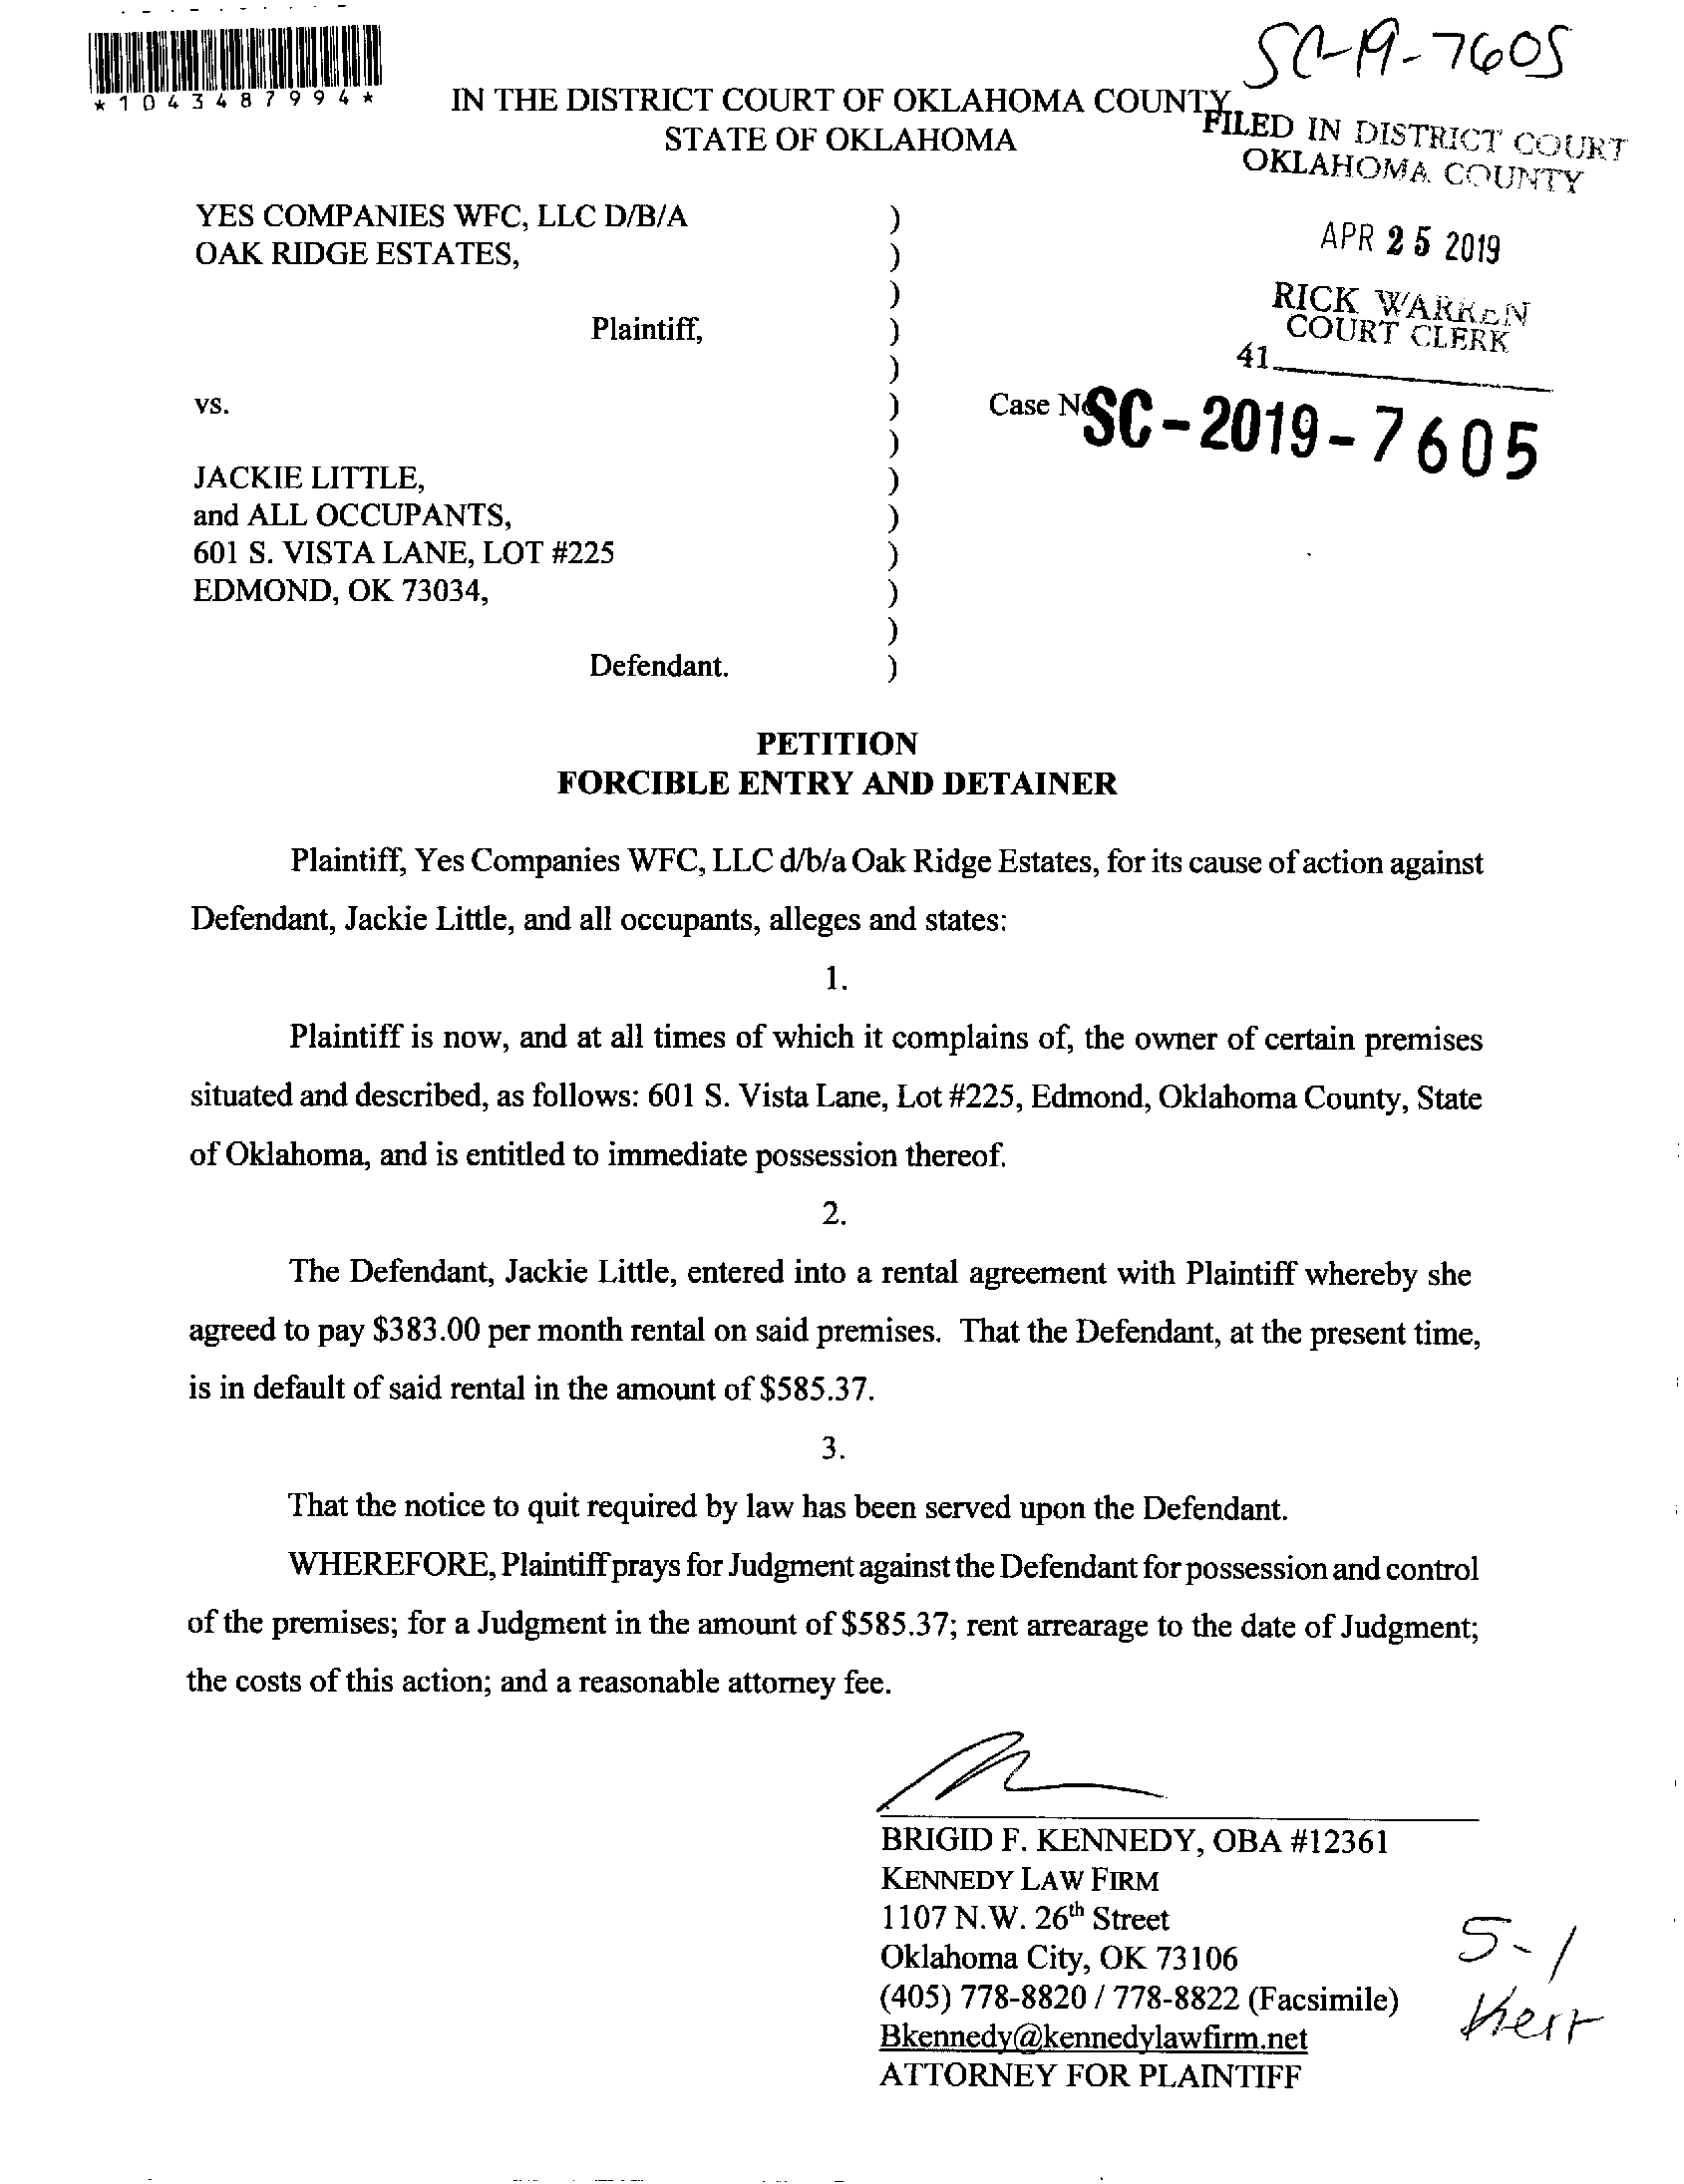 SC-19-7605
*1043487994*
IN THE DISTRICT COURT OF OKLAHOMA COUNTY
STATE OF OKLAHOMA
FILED IN DISTRICT COURT
OKLAHOMA COUNTY
APR 25 2019
RICK WARREN
COURT CLERK
41
YES COMPANIES WFC, LLC D/B/A )
OAK RIDGE ESTATES, )
)
Plaintiff, )
)
vs. ) Case No SC-2019-7605
)
JACKIE LITTLE, )
and ALL OCCUPANTS, )
601 S. VISTA LANE, LOT #225 )
EDMOND, OK 73034, )
)
Defendant. )
PETITION
FORCIBLE ENTRY AND DETAINER
Plaintiff, Yes Companies WFC, LLC d/b/a Oak Ridge Estates, for its cause of action against
Defendant, Jackie Little, and all occupants, alleges and states:
1.
Plaintiff is now, and at all times of which it complains of, the owner of certain premises
situated and described, as follows: 601 S. Vista Lane, Lot #225, Edmond, Oklahoma County, State
of Oklahoma, and is entitled to immediate possession thereof.
2.
The Defendant, Jackie Little, entered into a rental agreement with Plaintiff whereby she
agreed to pay $383.00 per month rental on said premises. That the Defendant, at the present time,
is in default of said rental in the amount of $585.37.
3.
That the notice to quit required by law has been served upon the Defendant.
WHEREFORE, Plaintiff prays for Judgment against the Defendant for possession and control
of the premises; for a Judgment in the amount of $585.37; rent arrearage to the date of Judgment;
the costs of this action; and a reasonable attorney fee.
BRIGID F. KENNEDY, OBA #12361
KENNEDY LAW FIRM
1107 N.W. 26th Street
Oklahoma City, OK 73106
(405) 778-8820 / 778-8822 (Facsimile)
Bkennedy@kennedylawfirm.net
ATTORNEY FOR PLAINTIFF
5-1
Kerr